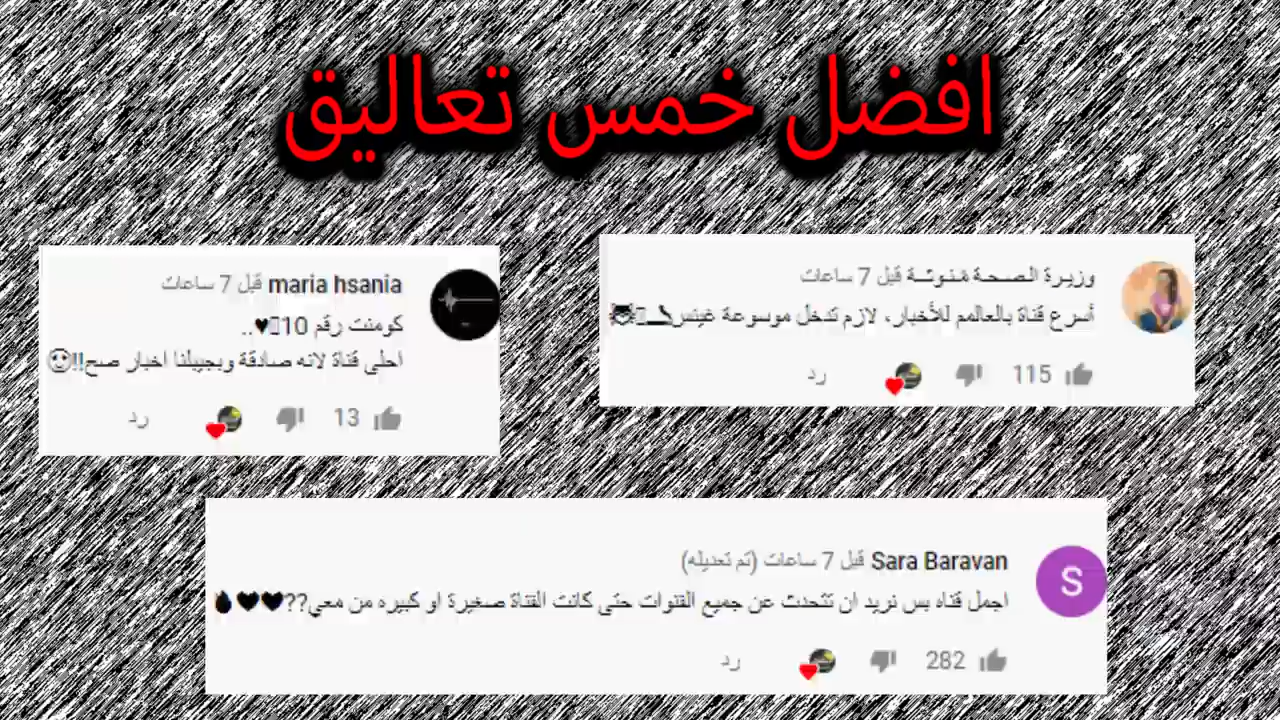 افضل خمس تعاليق
وزيرة الصحة مَـنـوتـــة قبل 7 ساعات
أسرع قناة بالعالمم للأخبار، لازم تدخل موسوعة غينس
115
رد
maria hsania قبل 7 ساعات
كومنت رقم 10♥..
احلى قناة لانه صادقة وبجيبلنا اخبار صح!!🙂
13
رد
Sara Baravan قبل 7 ساعات (تم تعديله)
اجمل قناه بس نريد ان تتحدث عن جميع القنوات حتى كانت القناة صغيرة او كبيره من معي??♥♥
282
رد
S